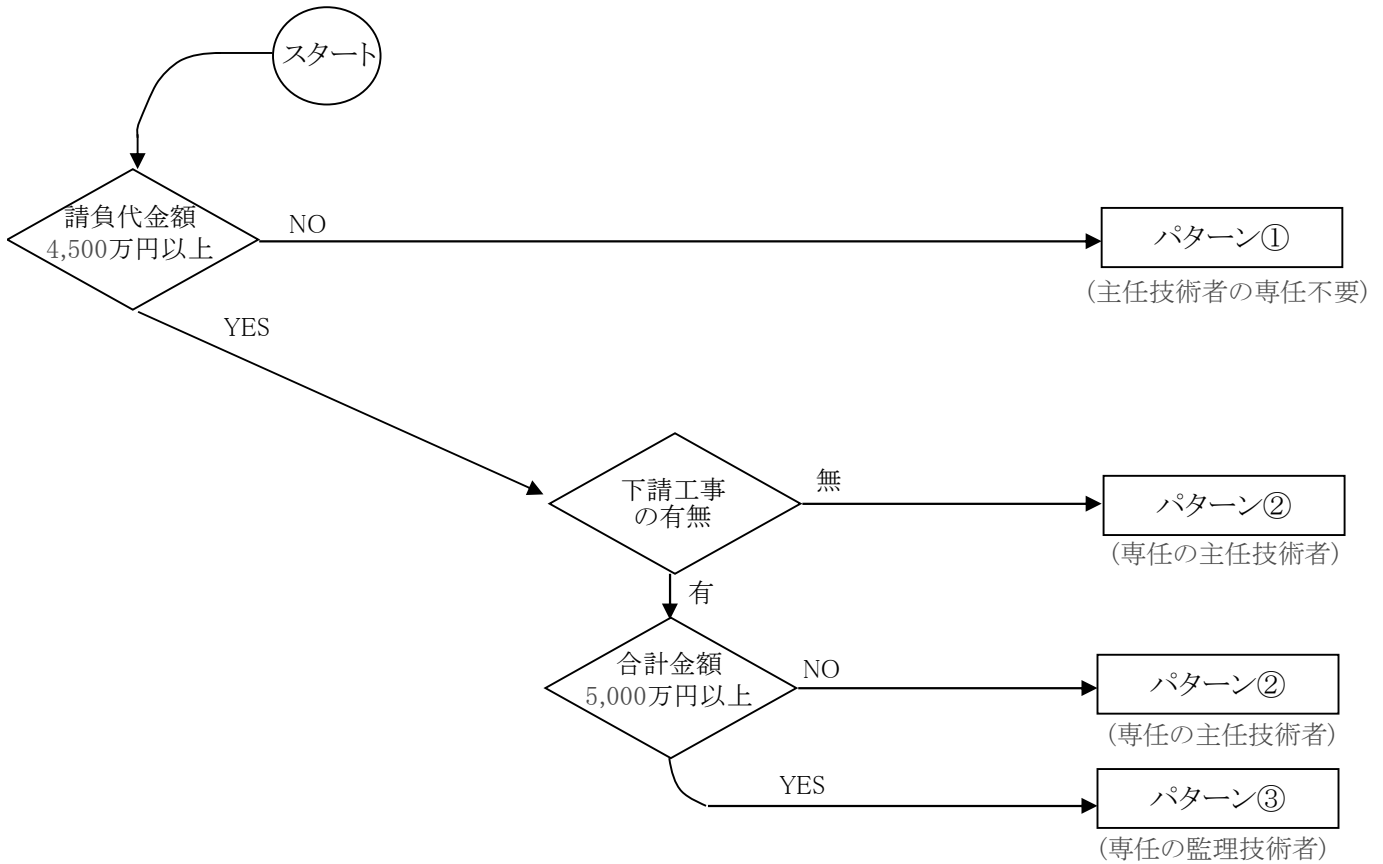 スタート
請負代金額
4,500万円以上
NO
パターン①
(主任技術者の専任不要)
YES
下請工事
の有無
無
パターン②
(専任の主任技術者)
有
合計金額
5,000万円以上
NO
パターン②
(専任の主任技術者)
YES
パターン③
(専任の監理技術者)